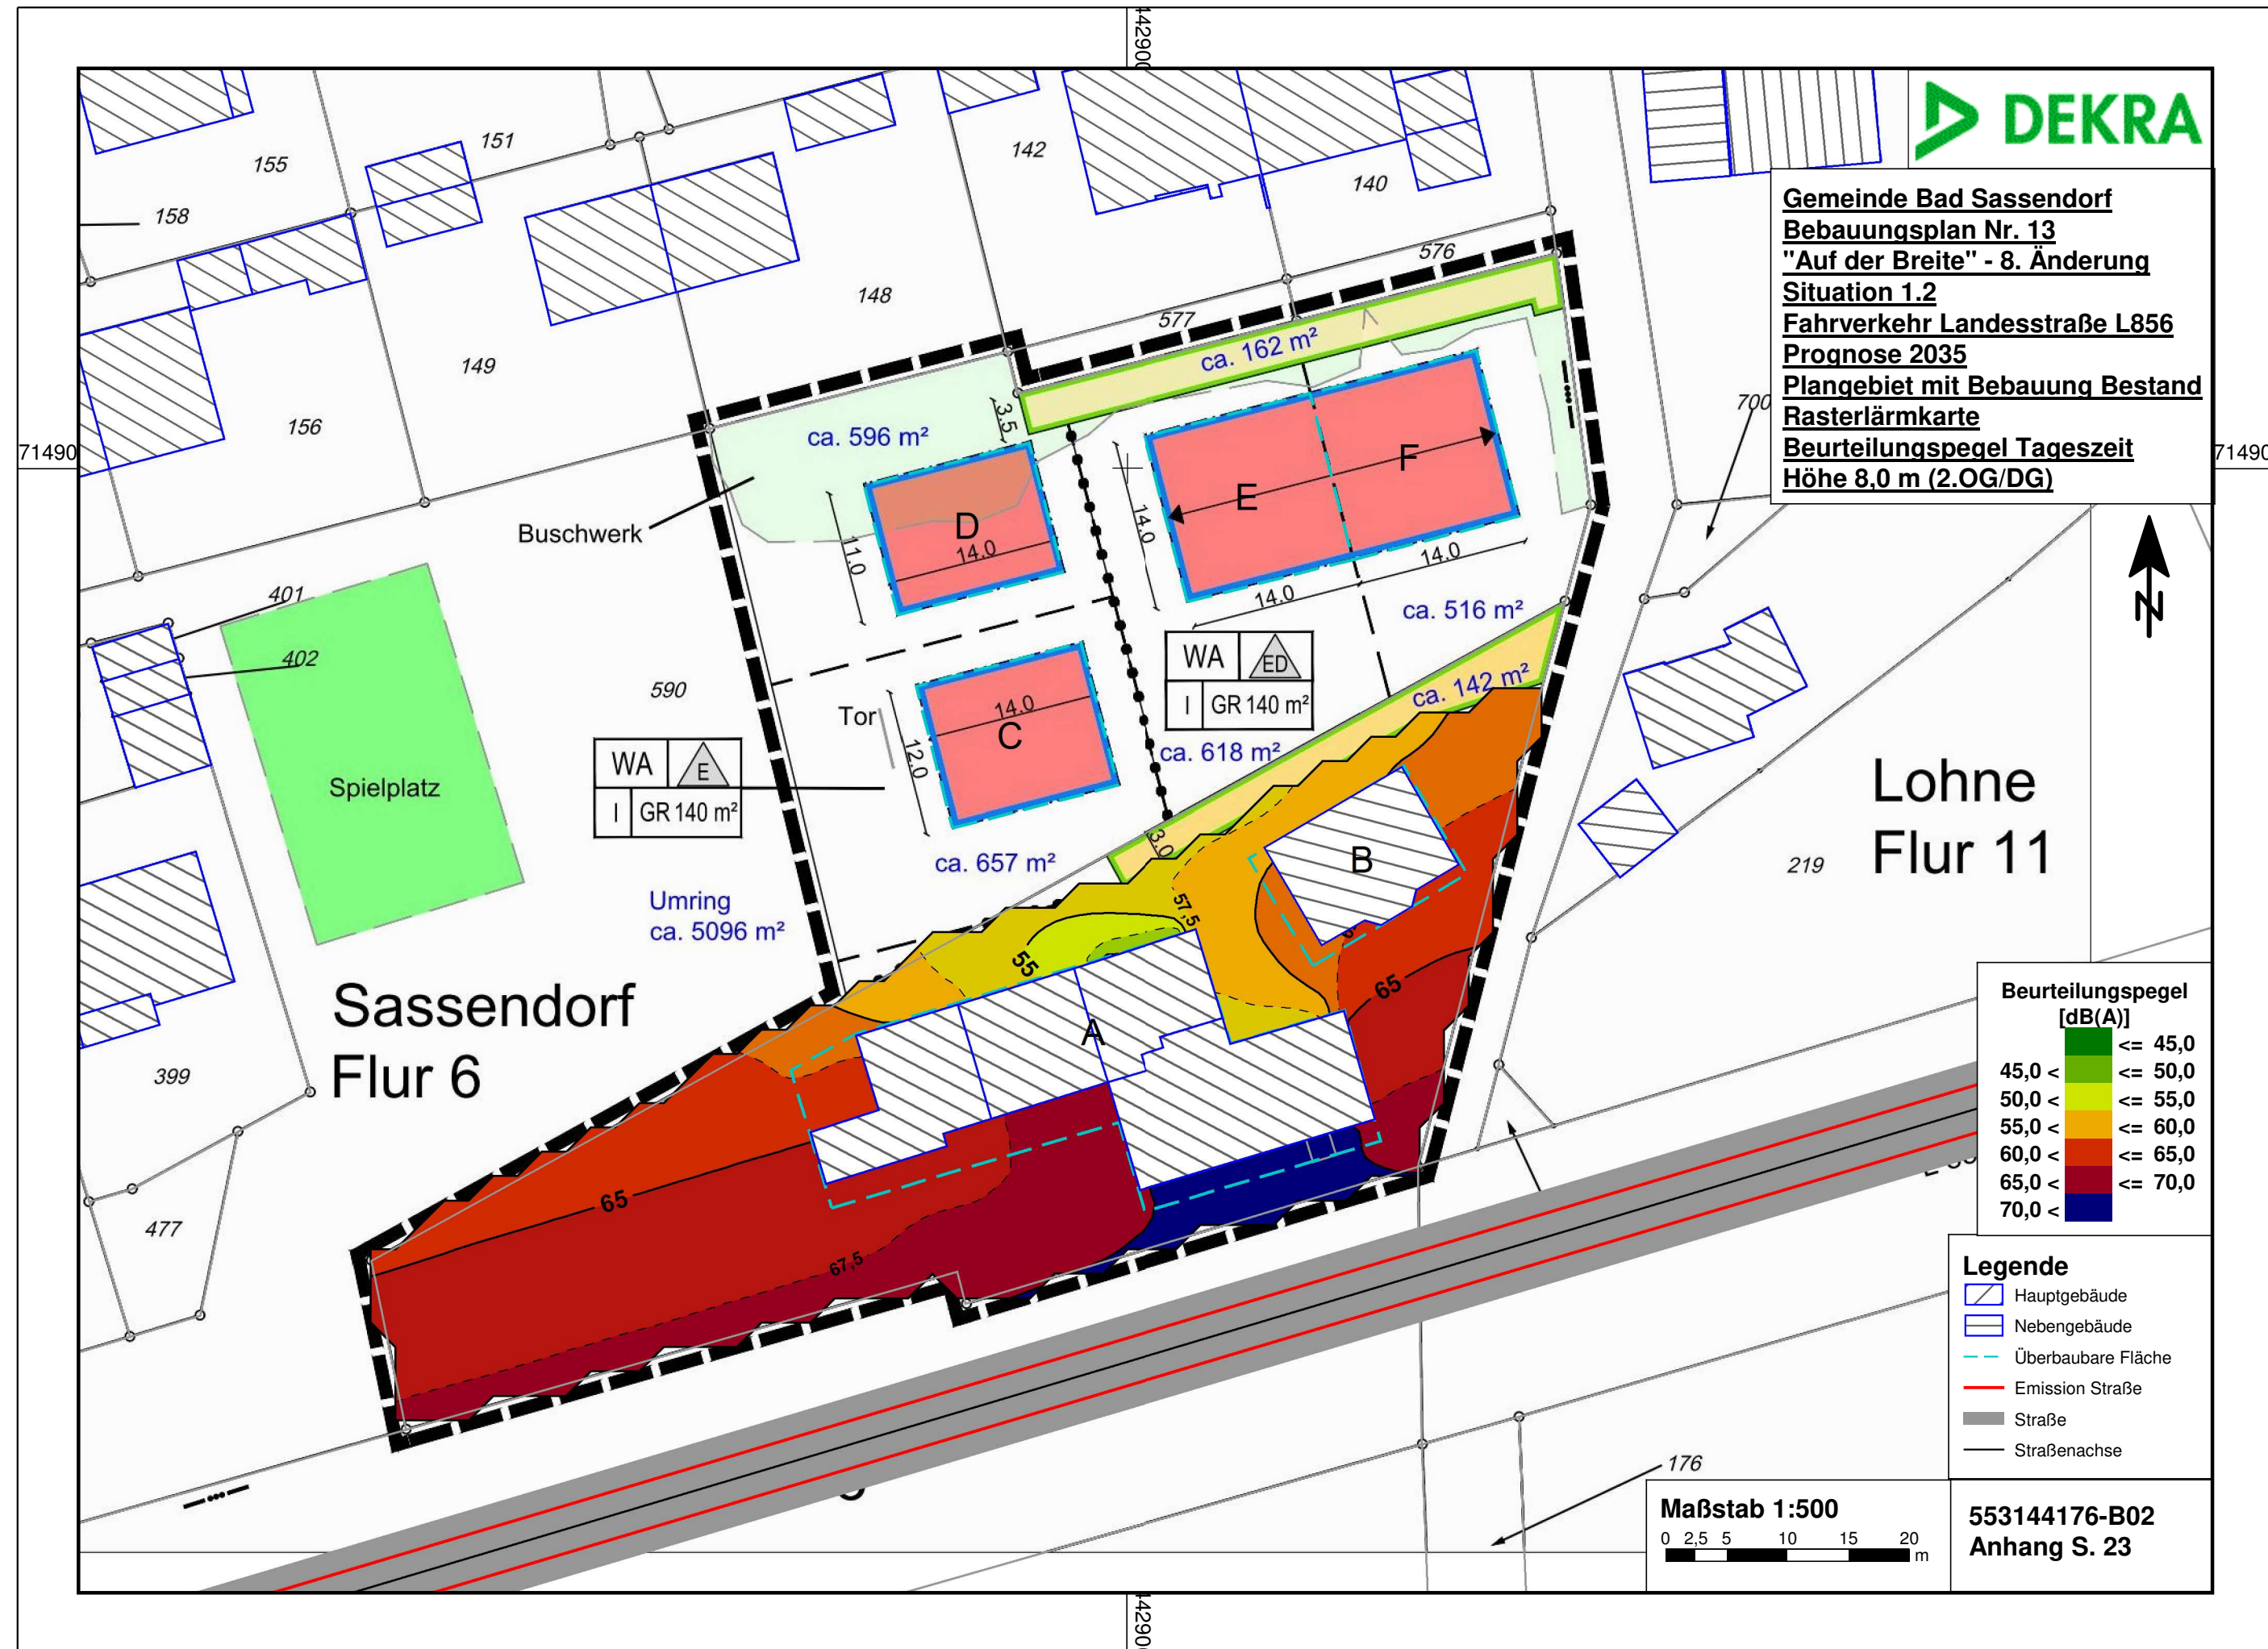 442900
DEKRA
Gemeinde Bad Sassendorf
Bebauungsplan Nr. 13
"Auf der Breite" - 8. Änderung
Situation 1.2
Fahrverkehr Landesstraße L856
Prognose 2035
Plangebiet mit Bebauung Bestand
Rasterlärmkarte
Beurteilungspegel Tageszeit
Höhe 8,0 m (2.OG/DG)
151
155
158
142
140
576
148
577
149
156
71490
71490
700
ca. 162 m²
ca. 596 m²
3.5
Buschwerk
D
14.0
11.0
E
F
14.0
14.0
14.0
401
402
590
ca. 516 m²
WA
ED
I
GR 140 m²
ca. 142 m²
Tor
14.0
C
12.0
ca. 618 m²
WA
E
I
GR 140 m²
Spielplatz
3.0
ca. 657 m²
B
Lohne
Flur 11
219
Umring
ca. 5096 m²
57,5
55
65
A
Sassendorf
Flur 6
399
477
65
67,5
Beurteilungspegel
[dB(A)]
<= 45,0
45,0 < <= 50,0
50,0 < <= 55,0
55,0 < <= 60,0
60,0 < <= 65,0
65,0 < <= 70,0
70,0 <
Legende
Hauptgebäude
Nebengebäude
Überbaubare Fläche
Emission Straße
Straße
Straßenachse
176
Maßstab 1:500
0 2,5 5 10 15 20
m
553144176-B02
Anhang S. 23
N